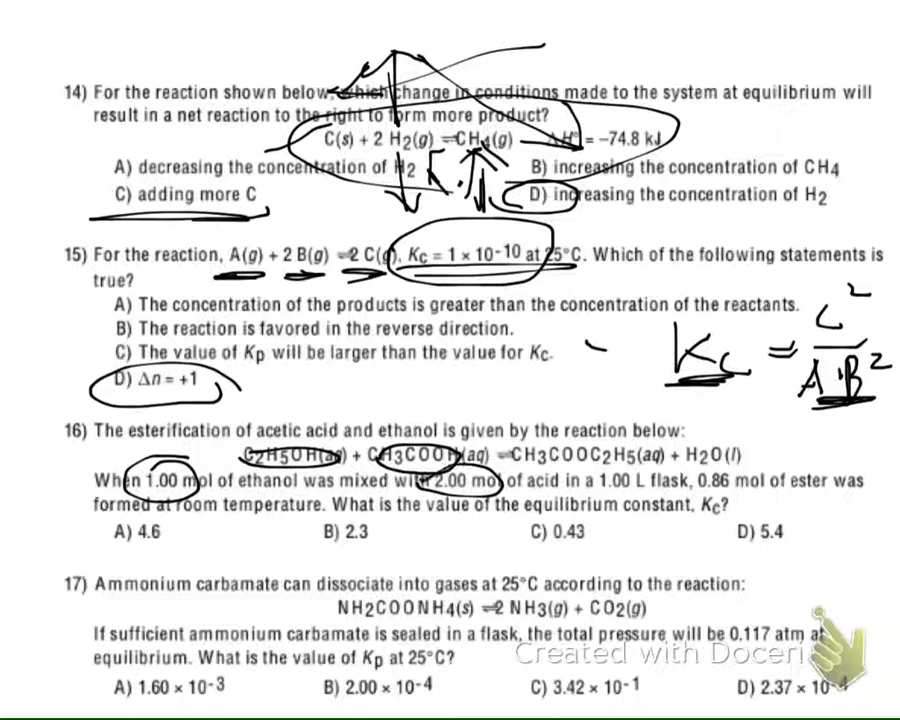 14) For the reaction shown below, which change in conditions made to the system at equilibrium will
result in a net reaction to the right to form more product?
C(s) + 2 H2(g) ⇌CH4(g) ΔH° = −74.8 kJ
A) decreasing the concentration of H2 B) increasing the concentration of CH4
C) adding more C D) increasing the concentration of H2
K
15) For the reaction, A(g) + 2 B(g) ⇌2 C(g), KC = 1 × 10-10 at 25°C. Which of the following statements is
true?
A) The concentration of the products is greater than the concentration of the reactants.
B) The reaction is favored in the reverse direction.
C) The value of Kp will be larger than the value for Kc.
D) Δn = +1
Kc = C2
A·B2
16) The esterification of acetic acid and ethanol is given by the reaction below:
C2H5OH(aq) + CH3COOH(aq) ⇌CH3COOC2H5(aq) + H2O(l)
When 1.00 mol of ethanol was mixed with 2.00 mol of acid in a 1.00 L flask, 0.86 mol of ester was
formed at room temperature. What is the value of the equilibrium constant, Kc?
A) 4.6 B) 2.3 C) 0.43 D) 5.4
17) Ammonium carbamate can dissociate into gases at 25°C according to the reaction:
NH2COONH4(s) ⇌2 NH3(g) + CO2(g)
If sufficient ammonium carbamate is sealed in a flask, the total pressure will be 0.117 atm at
equilibrium. What is the value of Kp at 25°C?
Created with Doceri
A) 1.60 × 10-3 B) 2.00 × 10-4 C) 3.42 × 10-1 D) 2.37 × 10-4